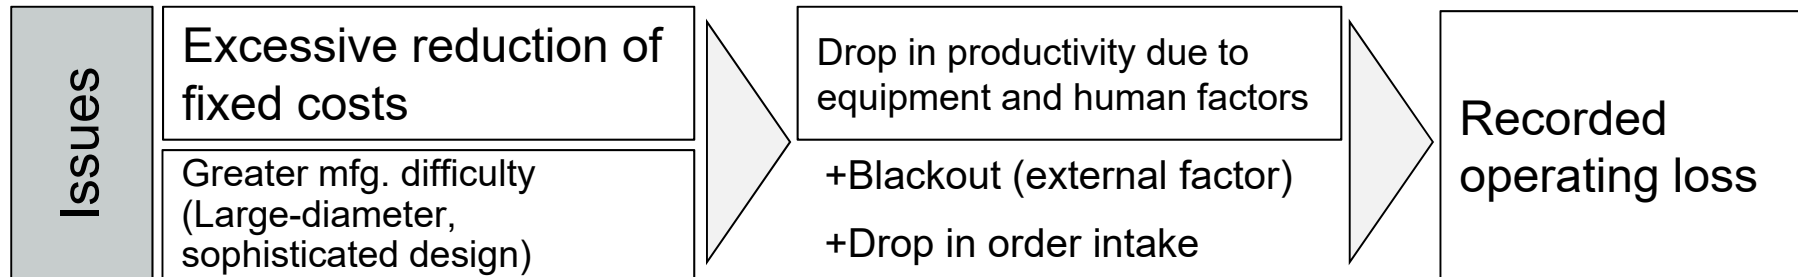 Issues
Excessive reduction of
fixed costs
Greater mfg. difficulty
(Large-diameter,
sophisticated design)
Drop in productivity due to
equipment and human factors
+Blackout (external factor)
+Drop in order intake
Recorded
operating loss